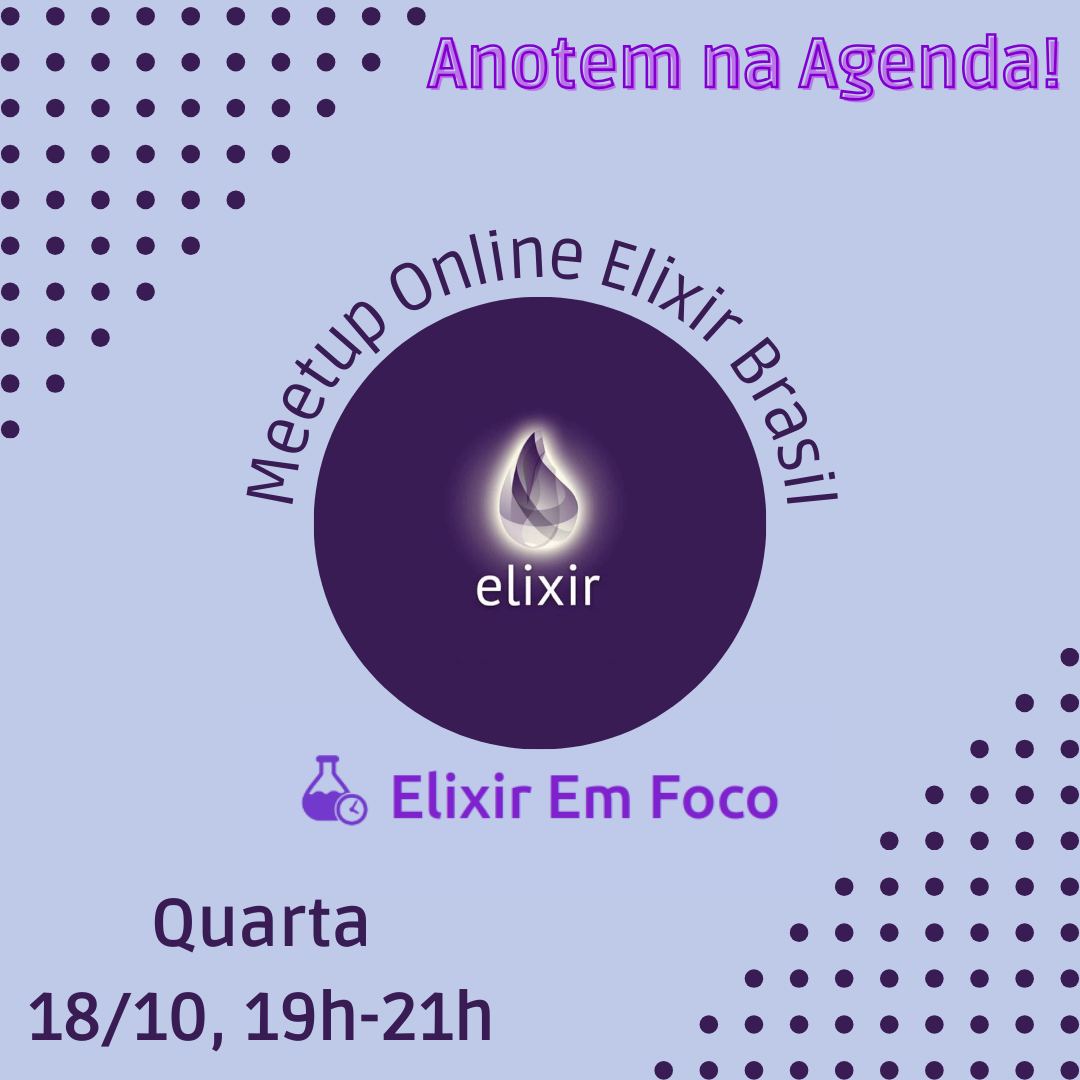 Anotem na Agenda!
Meetup Online Elixir Brasil
elixir
Elixir Em Foco
Quarta
18/10, 19h-21h